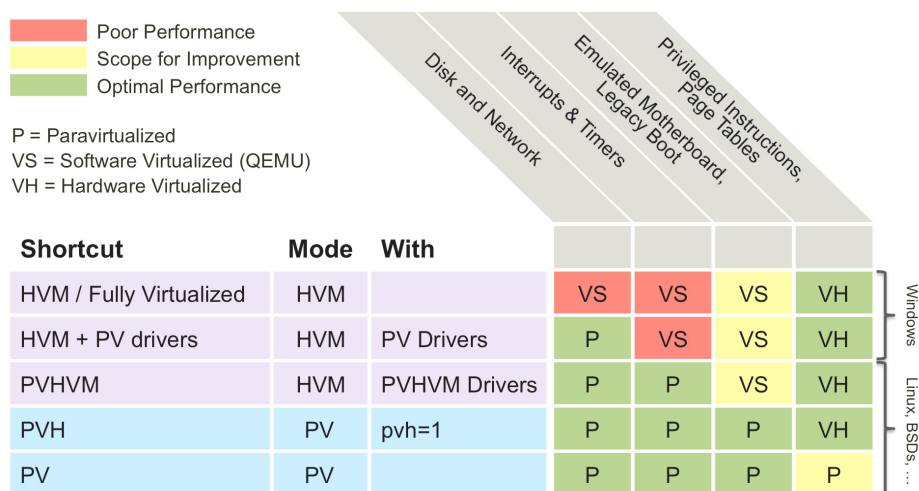 Poor Performance
Scope for Improvement
Optimal Performance
P = Paravirtualized
VS = Software Virtualized (QEMU)
VH = Hardware Virtualized
Disk and Network
Interrupts & Timers
Emulated Motherboard,
Legacy Boot
Privileged Instructions,
Page Tables
Shortcut Mode With
HVM / Fully Virtualized HVM VS VS VS VH
HVM + PV drivers HVM PV Drivers P VS VS VH
PVHVM HVM PVHVM Drivers P P VS VH
PVH PV pvh=1 P P P VH
PV PV P P P P
Windows
Linux, BSDs, ...